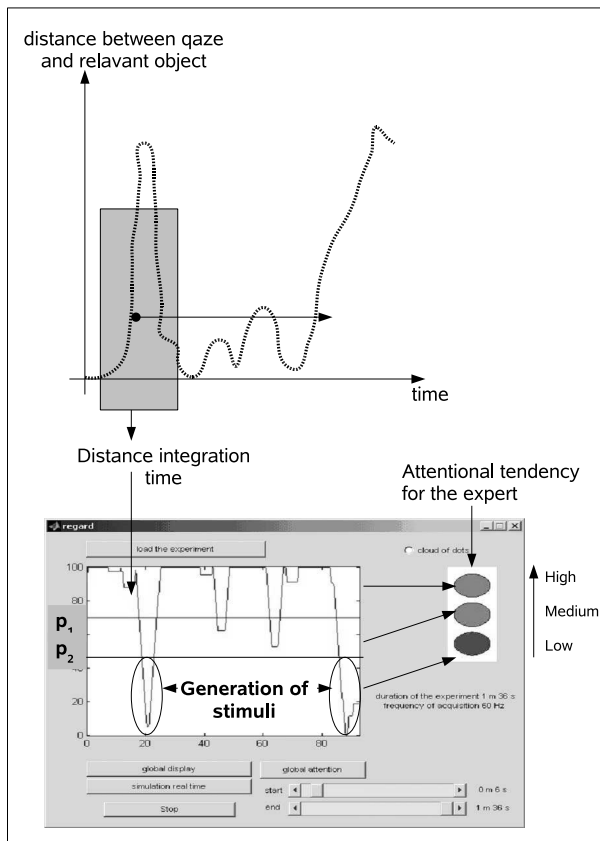 distance between qaze
and relavant object
time
Distance integration
time
Attentional tendency
for the expert
regard
load the experiment
cloud of dots
100
p1
p2
40
20
0
0
20
40
60
80
High
Medium
Low
Generation of
stimuli
duration of the experiment 1 m 36 s
frequency of acquisition 60 Hz
global display
global attention
simulation real time
Stop
start
0 m 6s
end
1 m 36 s